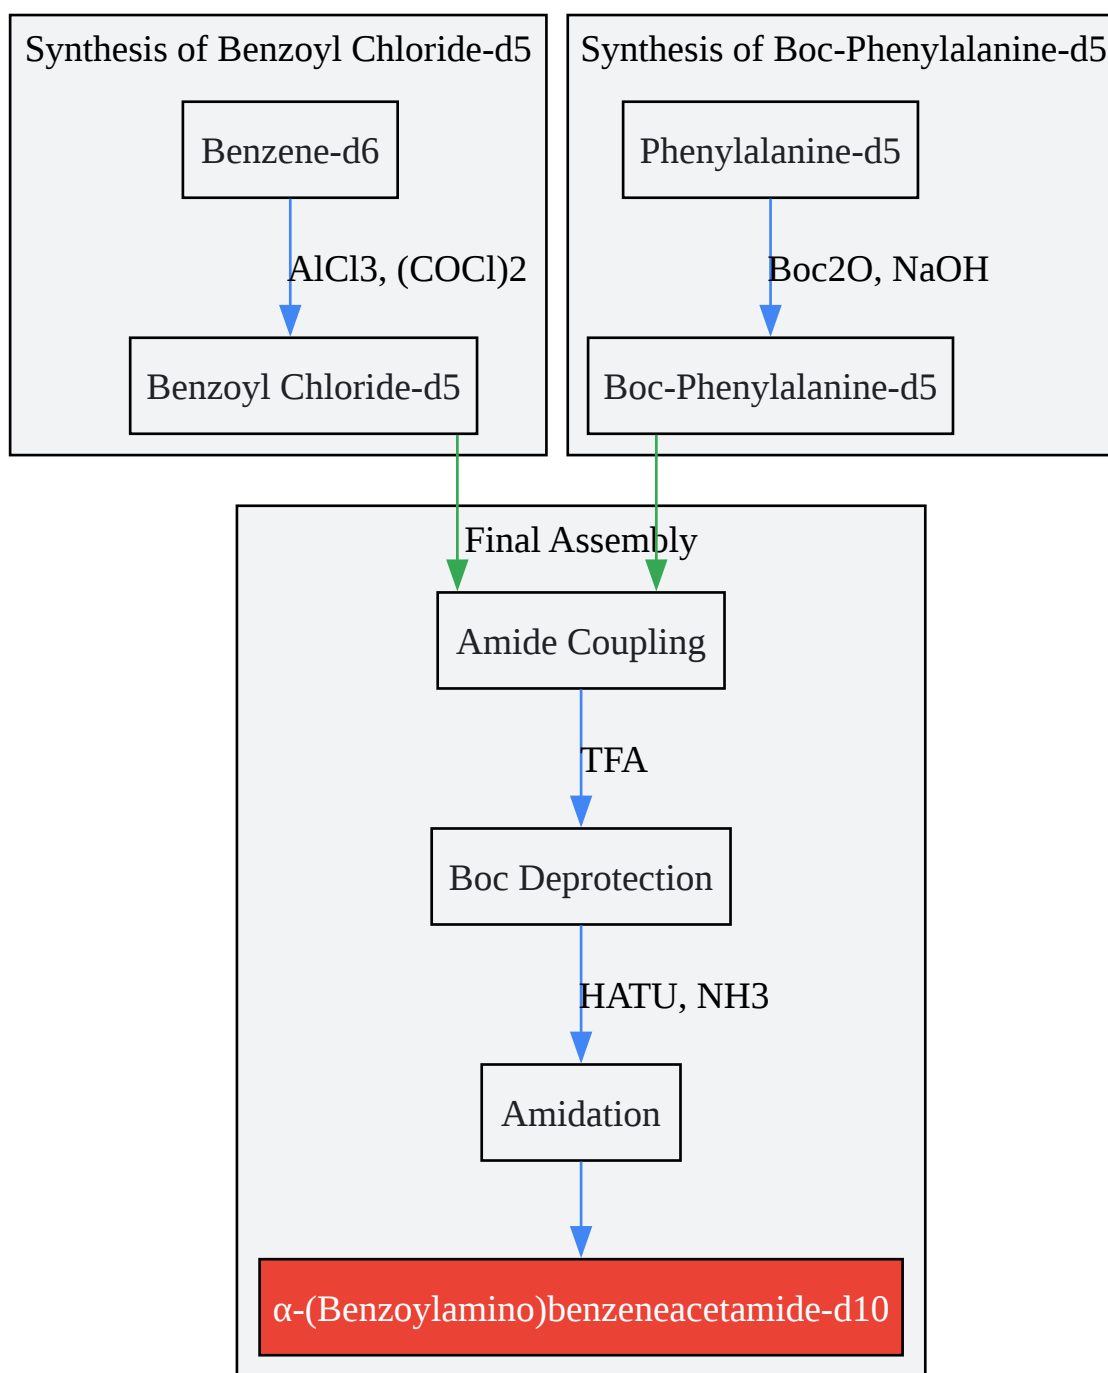 Synthesis of Benzoyl Chloride-d5
Benzene-d6
AlCl3, (COCl)2
Benzoyl Chloride-d5
Synthesis of Boc-Phenylalanine-d5
Phenylalanine-d5
Boc2O, NaOH
Boc-Phenylalanine-d5
Final Assembly
Amide Coupling
TFA
Boc Deprotection
HATU, NH3
Amidation
α-(Benzoylamino)benzeneacetamide-d10